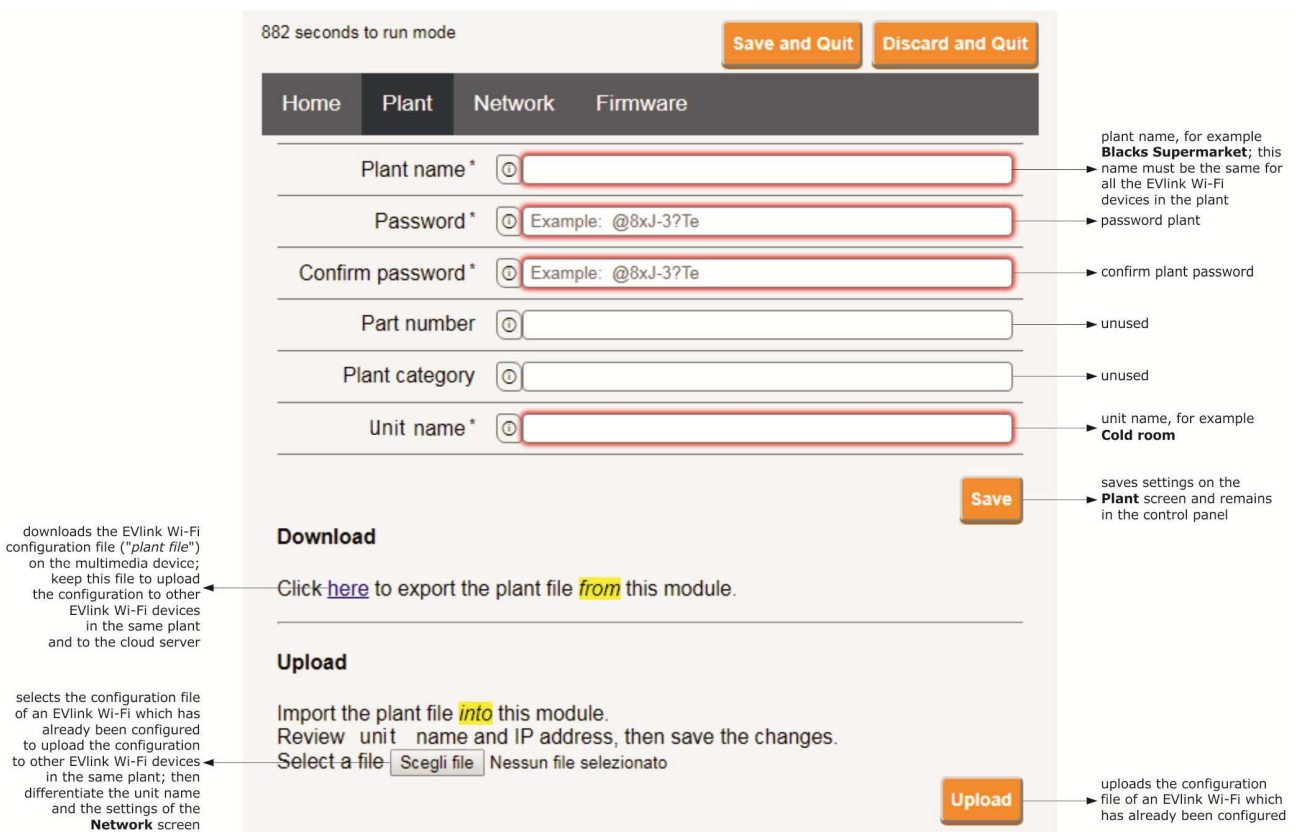 882 seconds to run mode
Save and Quit
Discard and Quit
Home
Plant
Network
Firmware
Plant name*
plant name, for example
Blacks Supermarket; this
name must be the same for
all the EVlink Wi-Fi
devices in the plant
Password*
Example: @8xJ-3?Te
password plant
Confirm password*
Example: @8xJ-3?Te
confirm plant password
Part number
unused
Plant category
unused
Unit name*
unit name, for example
Cold room
Save
saves settings on the
Plant screen and remains
in the control panel
Download
Click here to export the plant file from this module.
downloads the EVlink Wi-Fi
configuration file ("plant file")
on the multimedia device;
keep this file to upload
the configuration to other
EVlink Wi-Fi devices
in the same plant
and to the cloud server
Upload
Import the plant file into this module.
Review unit name and IP address, then save the changes.
Select a file Scegli file Nessun file selezionato
selects the configuration file
of an EVlink Wi-Fi which has
already been configured
to upload the configuration
to other EVlink Wi-Fi devices
in the same plant; then
differentiate the unit name
and the settings of the
Network screen
Upload
uploads the configuration
file of an EVlink Wi-Fi which
has already been configured